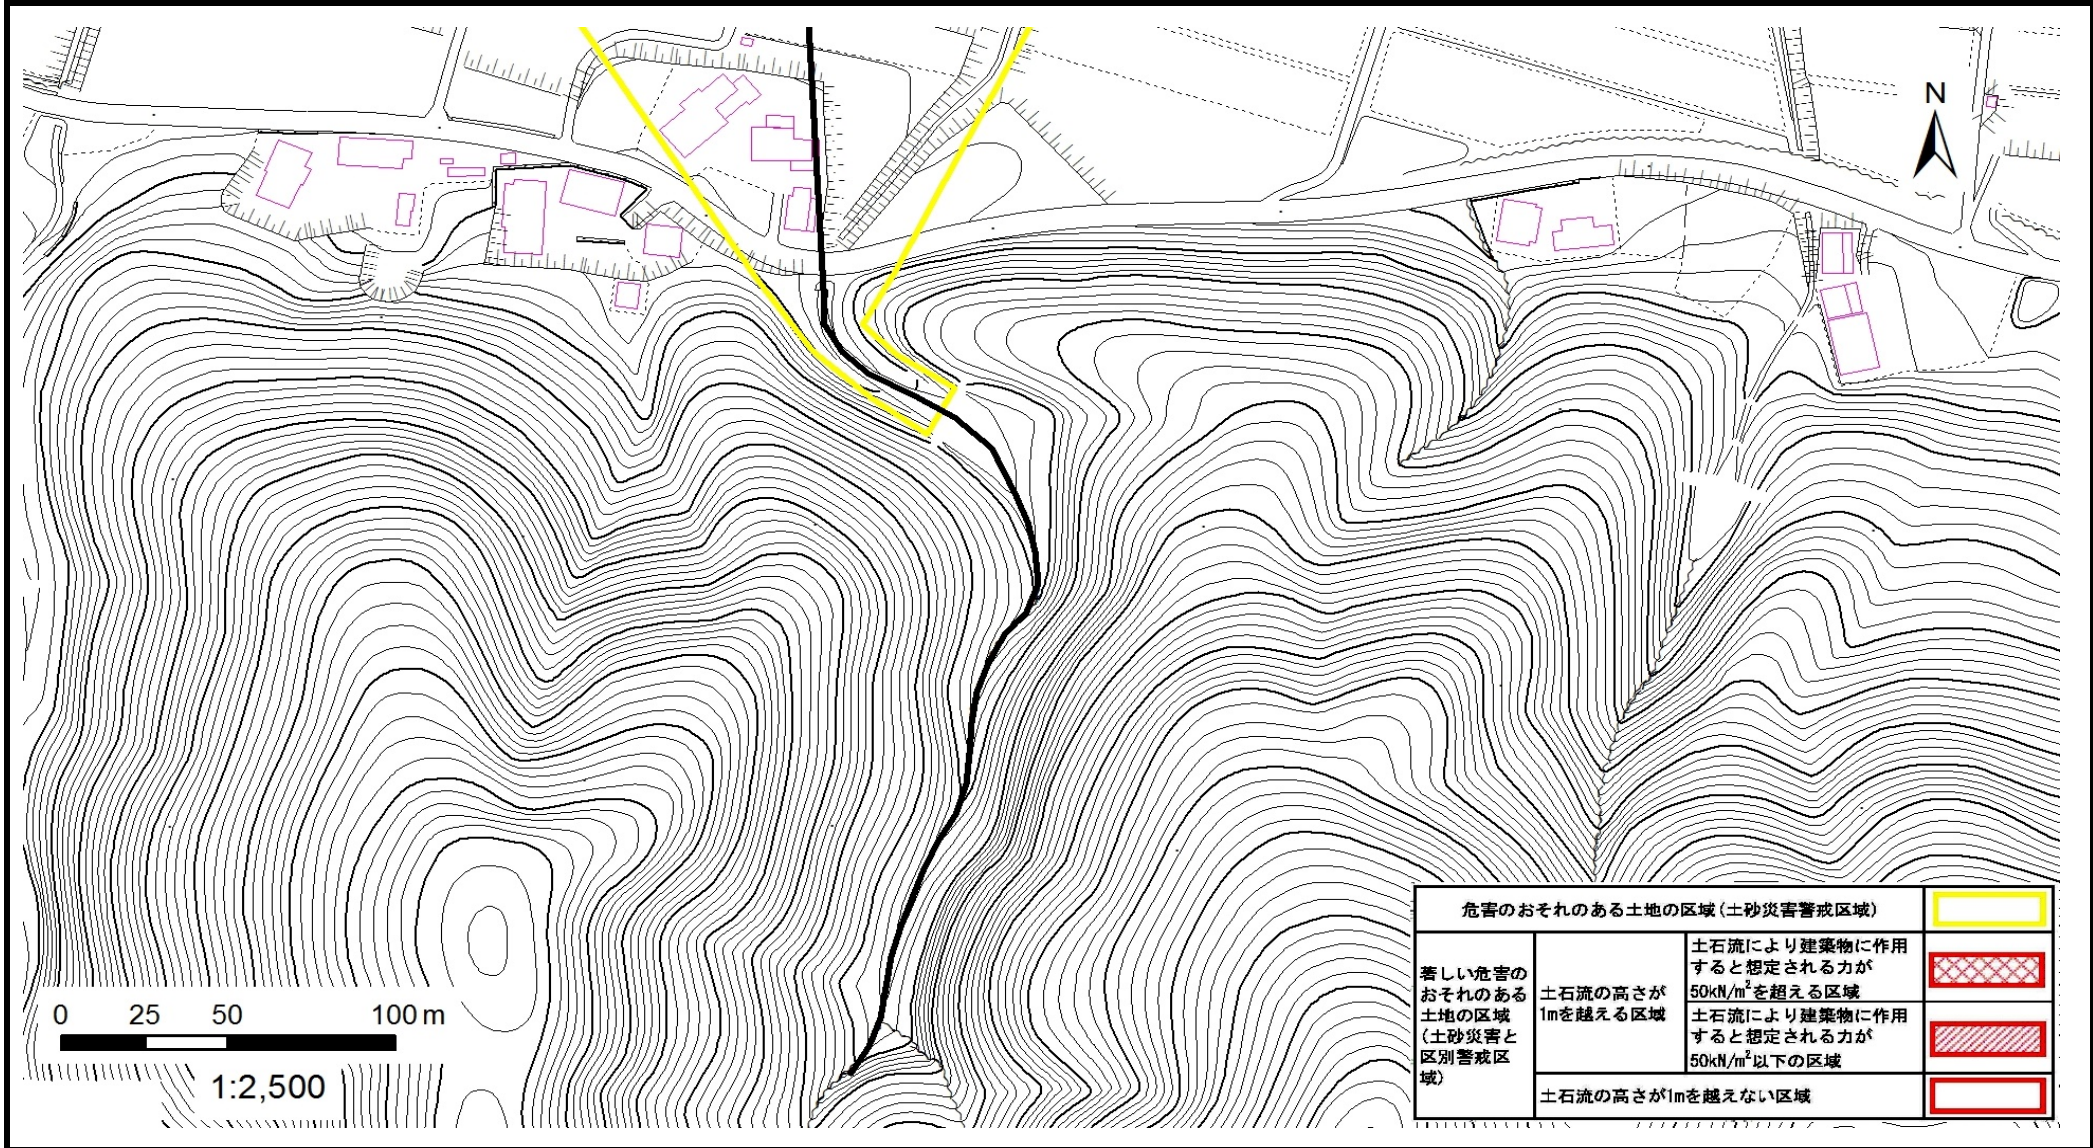 N
危害のおそれのある土地の区域(土砂災害警戒区域)
著しい危害の
おそれのある
土地の区域
(土砂災害と
区別警戒区
域)
土石流の高さが
1mを越える区域
土石流により建築物に作用
すると想定される力が
50kN/m²を超える区域
土石流により建築物に作用
すると想定される力が
50kN/m²以下の区域
土石流の高さが1mを越えない区域
0 25 50 100 m
1:2,500